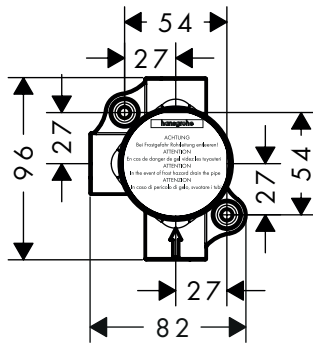 54
27
hansgrohe
ACHTUNG
Bei Frostgefahr Rohrleitung entleeren!
ATTENTION
En cas de danger de gel videz les tuyaux!
ATTENTION
In the event of frost hazard drain the pipe
ATTENZIONE
In caso di pericolo di gelo, svuotare i tubi
96
27
27
54
27
82